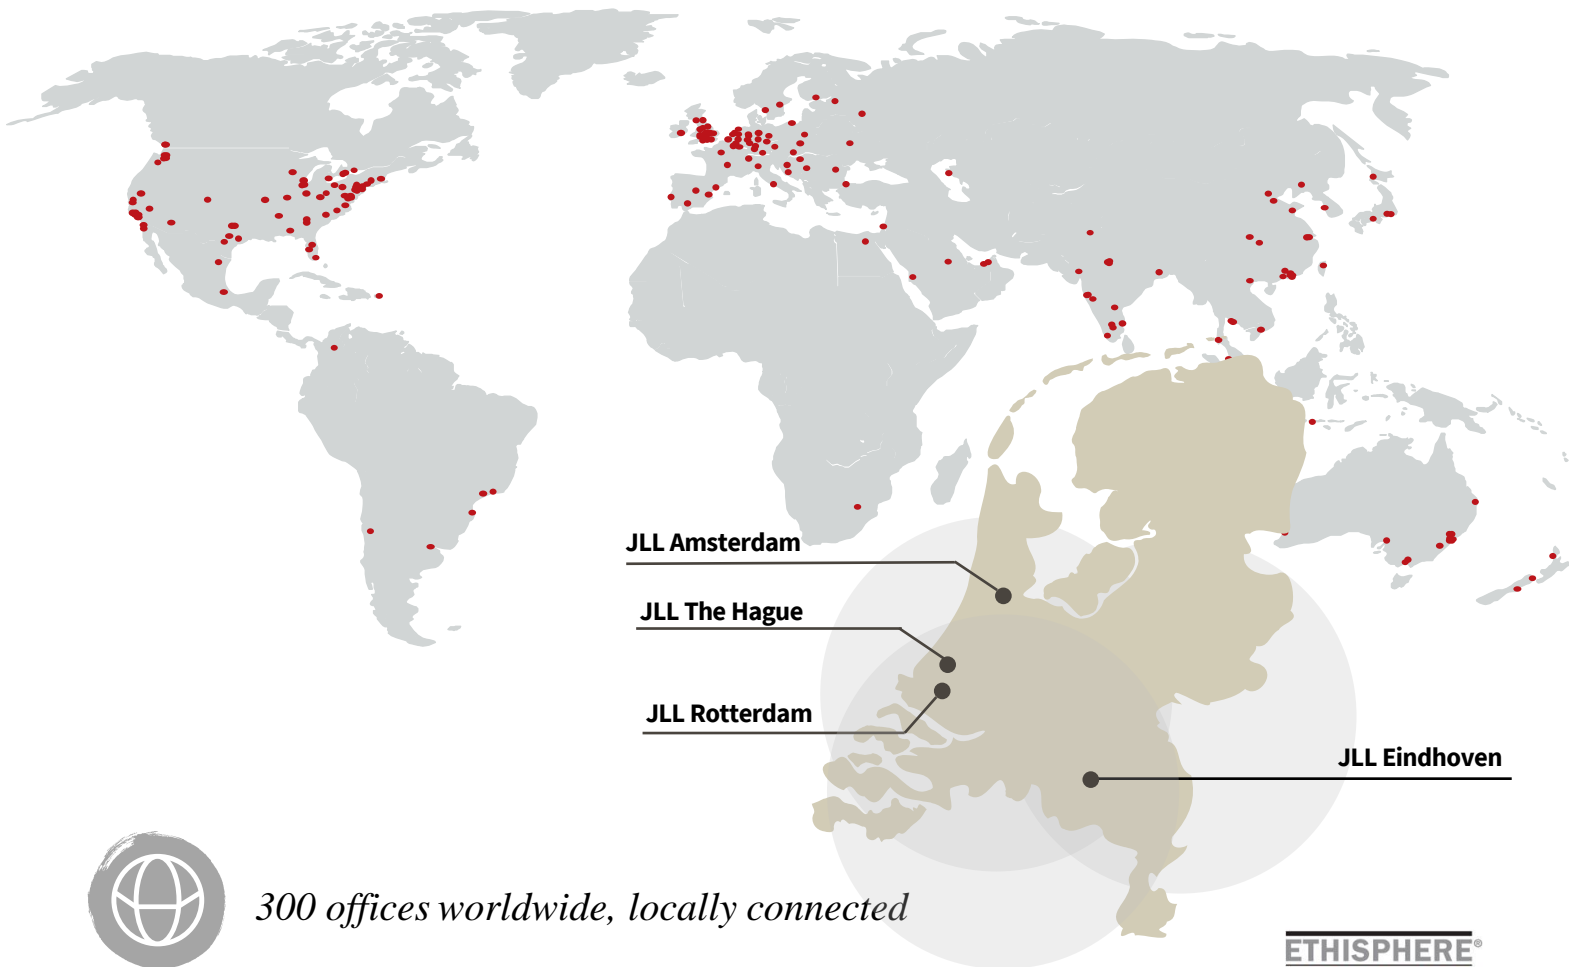 JLL Amsterdam
JLL The Hague
JLL Rotterdam
JLL Eindhoven
300 offices worldwide, locally connected
ETHISPHERE®